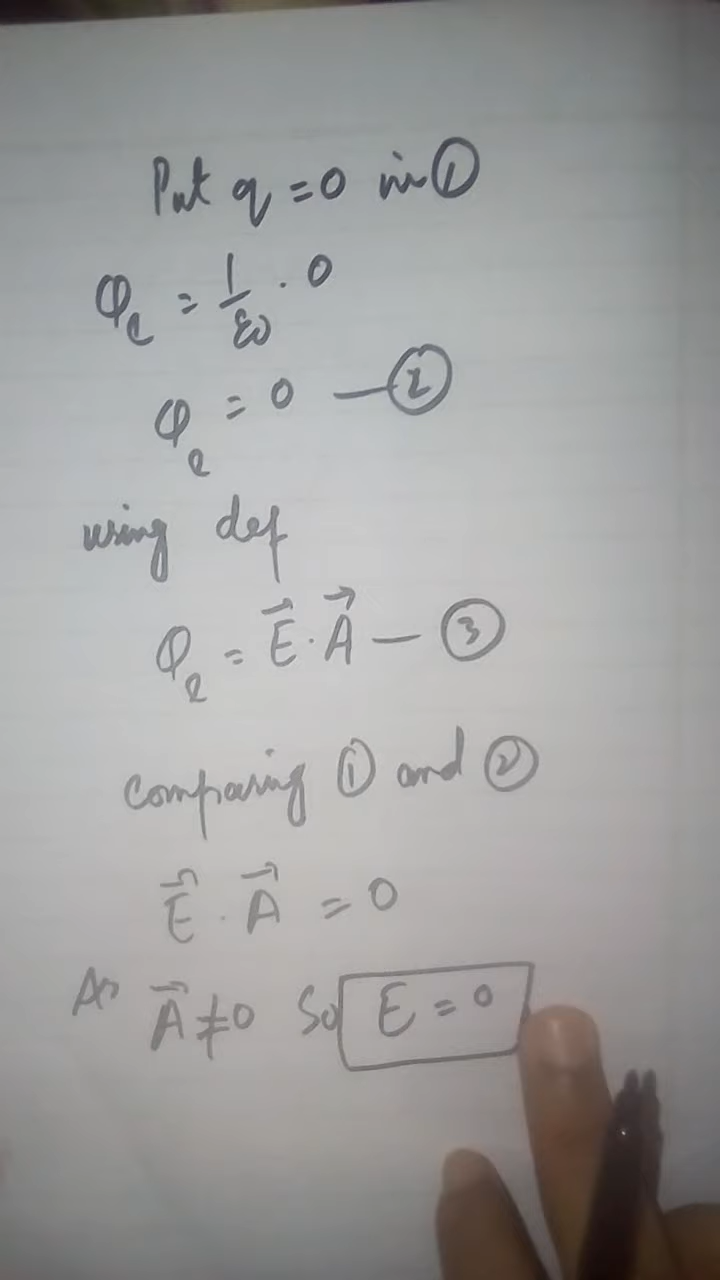 Put q = 0 in ①
φe = 1/ε0 . 0
φe = 0 — ②
using def
φe = E⃗ . A⃗ — ③
Comparing ① and ②
E⃗ . A⃗ = 0
As A⃗ ≠ 0 So E = 0